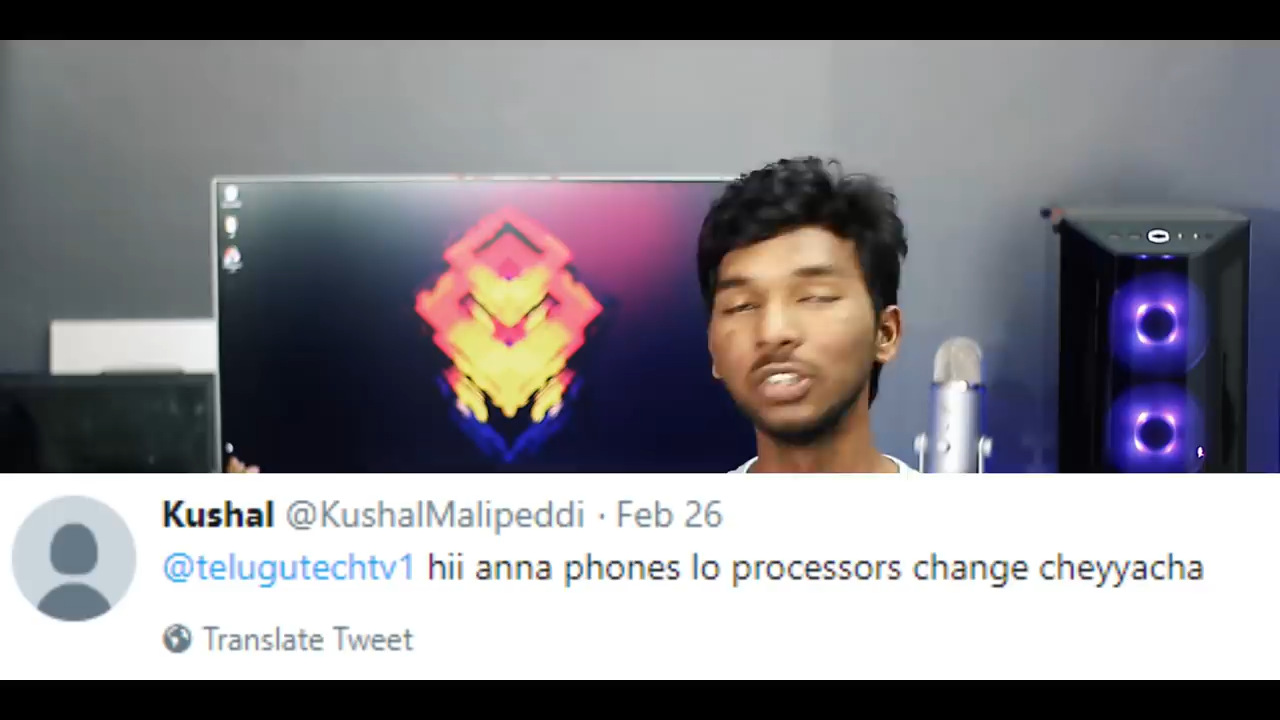 Kushal @KushalMalipeddi · Feb 26
@telugutechtv1 hii anna phones lo processors change cheyyacha
Translate Tweet